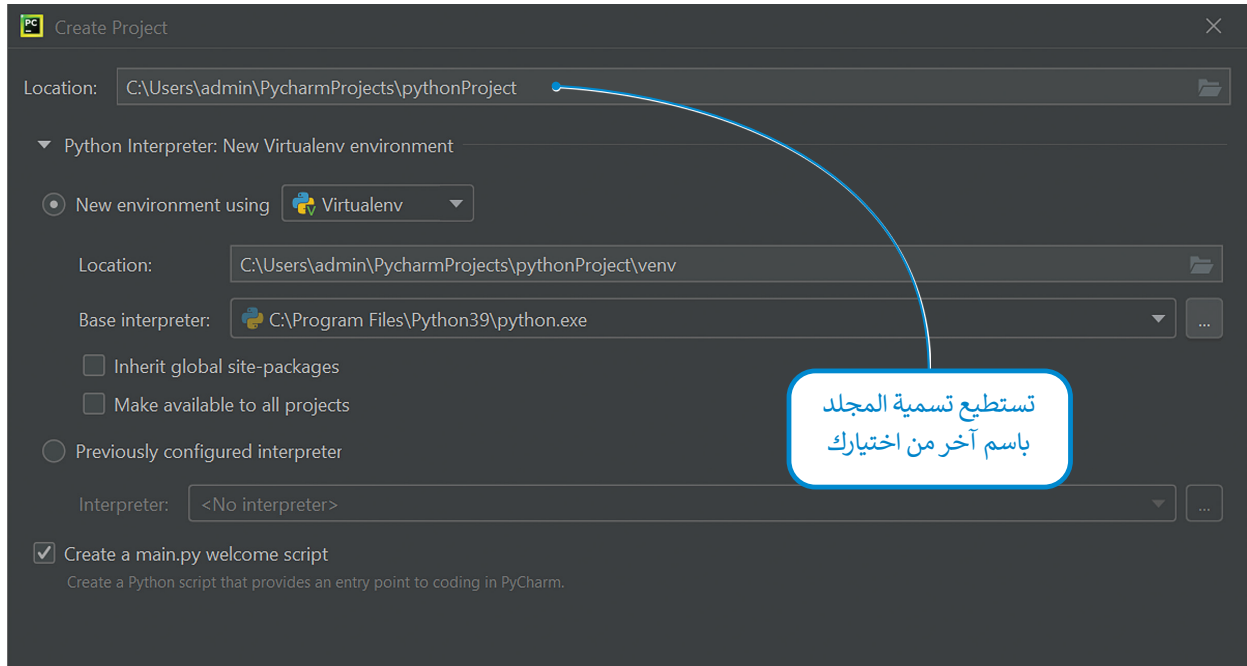 PC
Create Project
Location: C:\Users\admin\PycharmProjects\pythonProject
Python Interpreter: New Virtualenv environment
New environment using Virtualenv
Location: C:\Users\admin\PycharmProjects\pythonProject\venv
Base interpreter: C:\Program Files\Python39\python.exe ...
Inherit global site-packages
Make available to all projects
تستطيع تسمية المجلد
باسم آخر من اختيارك
Previously configured interpreter
Interpreter: <No interpreter> ...
Create a main.py welcome script
Create a Python script that provides an entry point to coding in PyCharm.